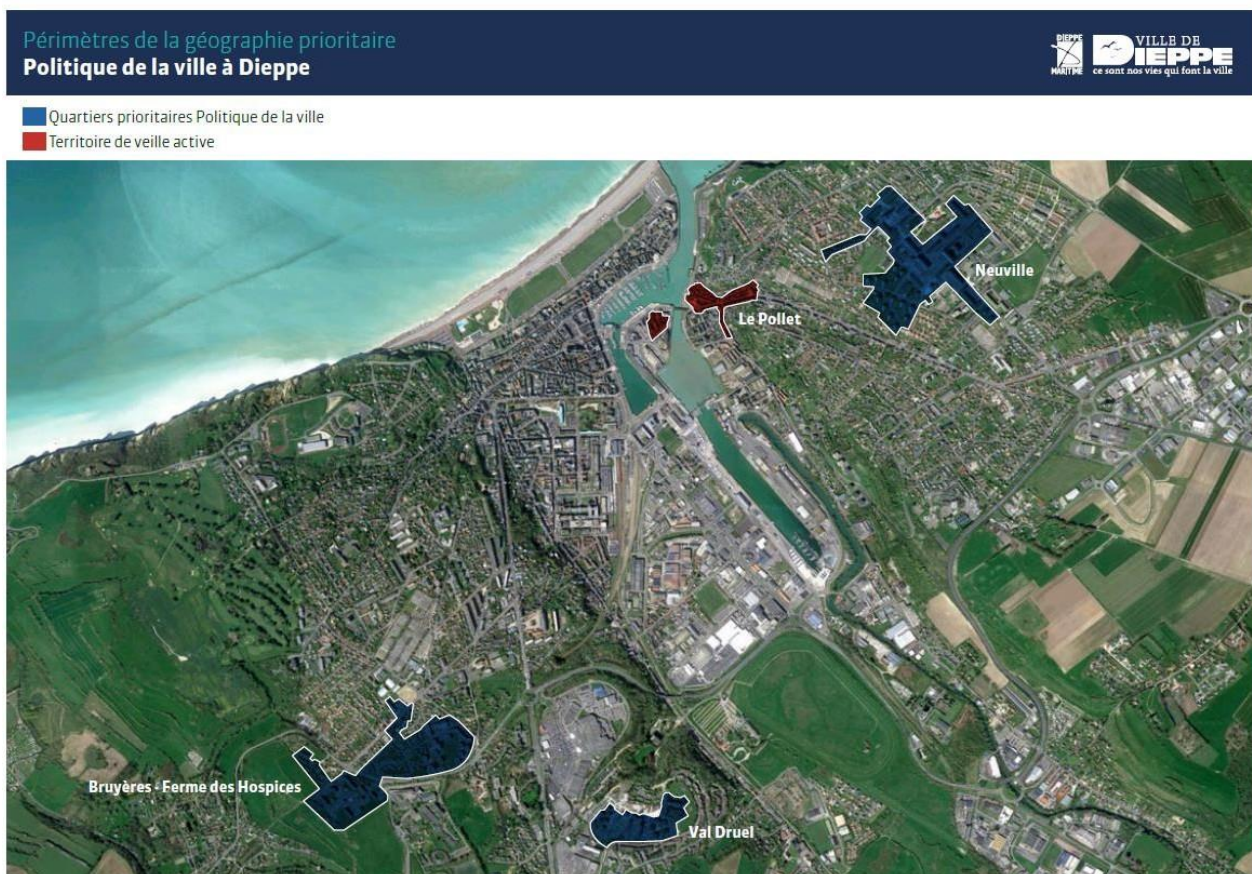 Périmètres de la géographie prioritaire
Politique de la ville à Dieppe
DIEPPE
MARITIME
VILLE DE
DIEPPE
ce sont nos vies qui font la ville
Quartiers prioritaires Politique de la ville
Territoire de veille active
Neuville
Le Pollet
Bruyères - Ferme des Hospices
Val Druel